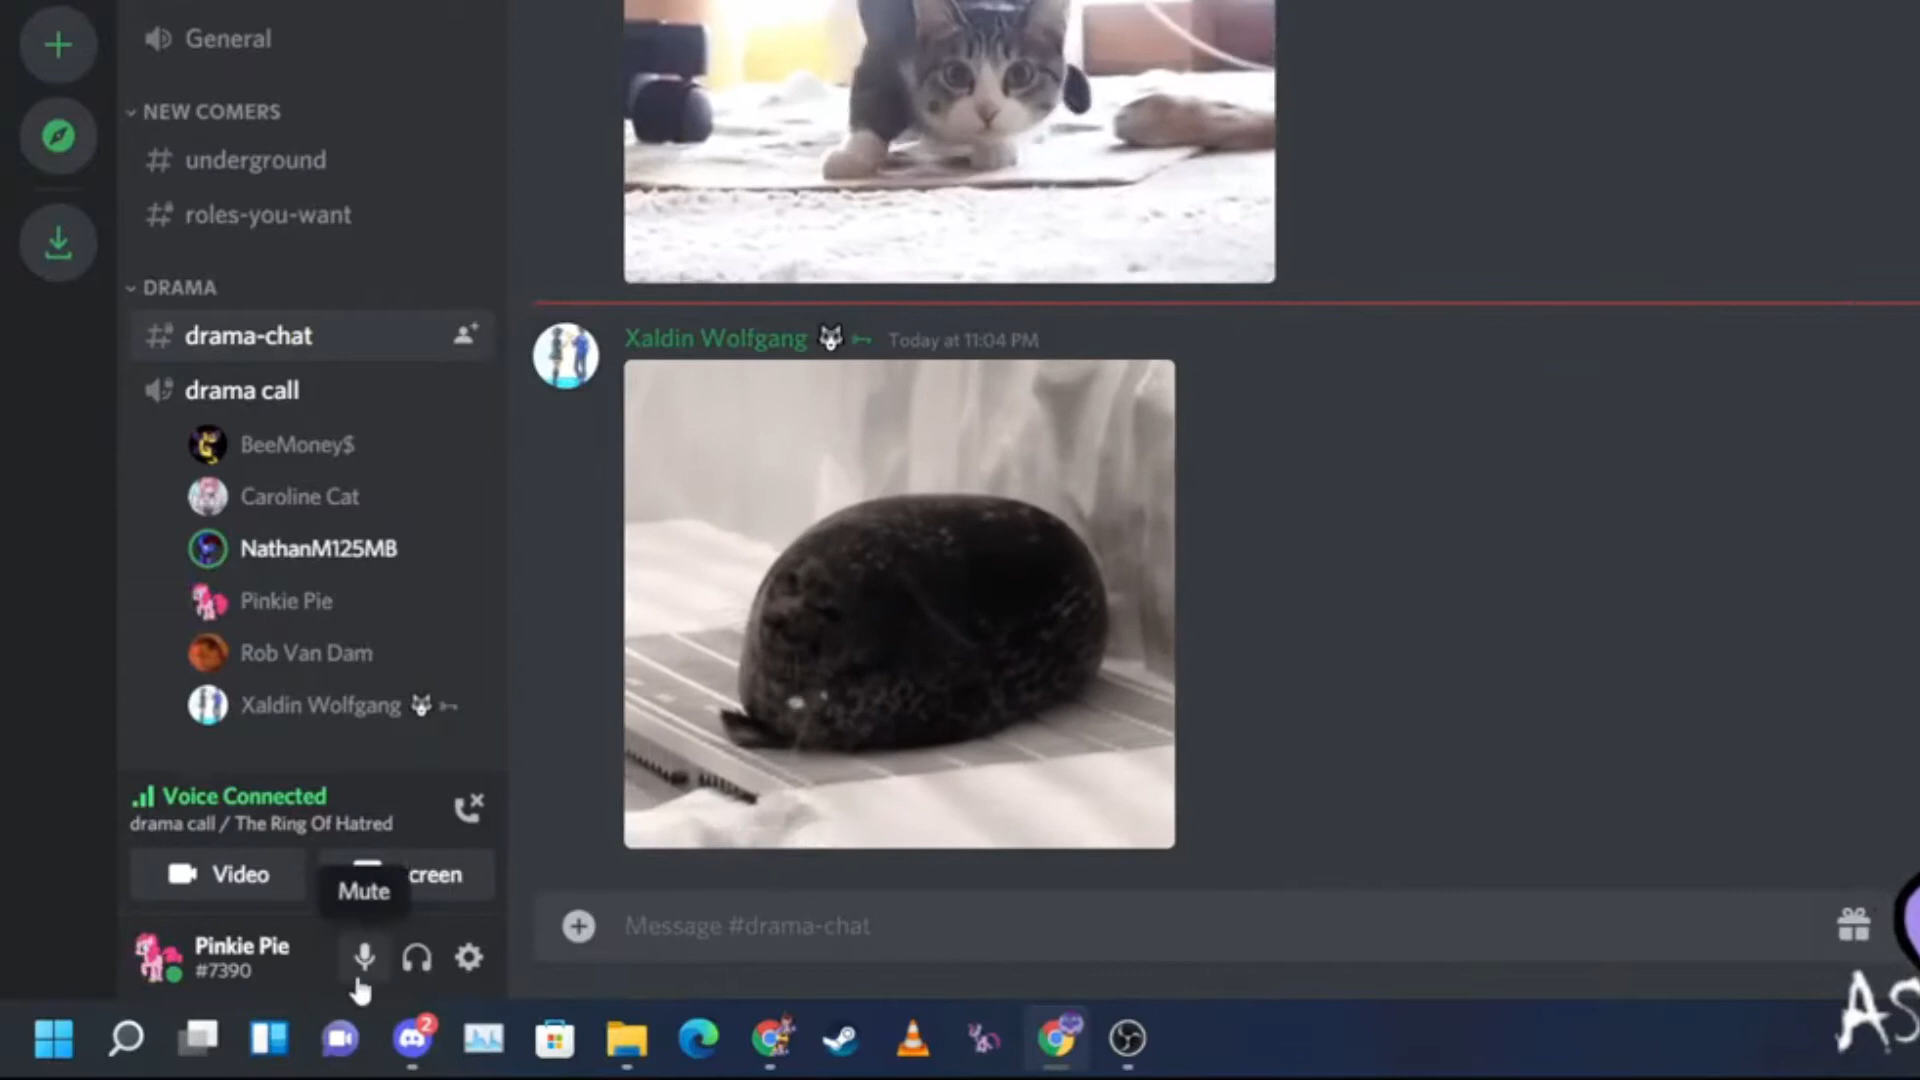 General
NEW COMERS
underground
roles-you-want
DRAMA
drama-chat
drama call
BeeMoney$
Caroline Cat
NathanM125MB
Pinkie Pie
Rob Van Dam
Xaldin Wolfgang
Voice Connected
drama call / The Ring Of Hatred
Video
creen
Mute
Pinkie Pie
#7390
Xaldin Wolfgang Today at 11:04 PM
Message #drama-chat
2
AS